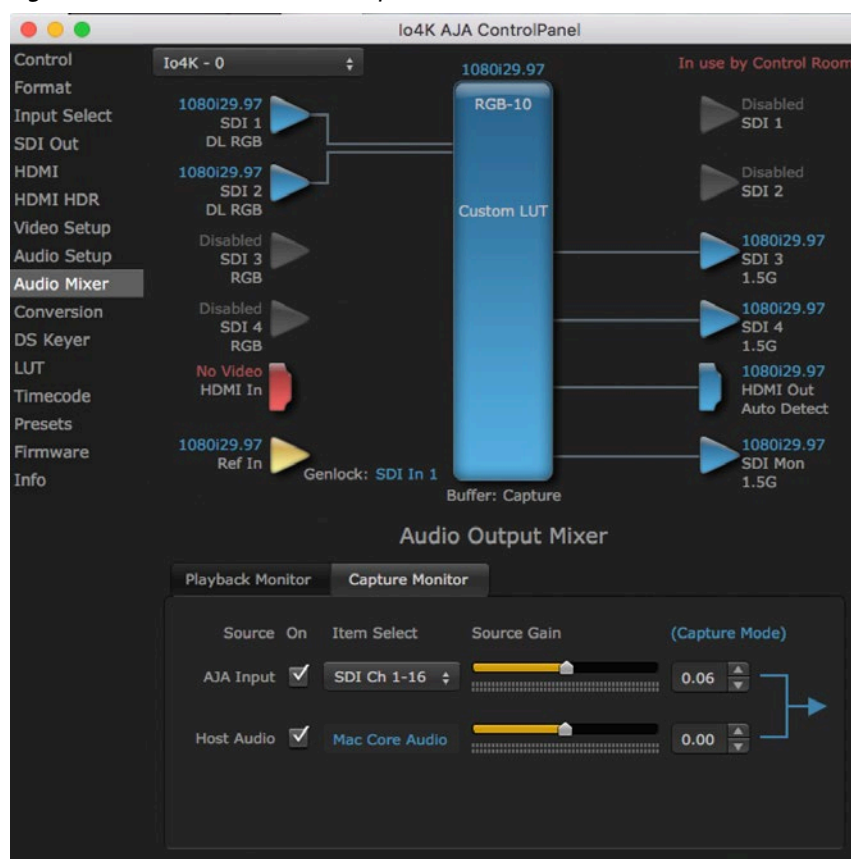 Io4K AJA ControlPanel
Control
Format
Input Select
SDI Out
HDMI
HDMI HDR
Video Setup
Audio Setup
Audio Mixer
Conversion
DS Keyer
LUT
Timecode
Presets
Firmware
Info
Io4K - 0
1080i29.97
In use by Control Room
1080i29.97
SDI 1
DL RGB
1080i29.97
SDI 2
DL RGB
Disabled
SDI 3
RGB
Disabled
SDI 4
RGB
No Video
HDMI In
1080i29.97
Ref In
Genlock: SDI In 1
RGB-10
Custom LUT
Buffer: Capture
Disabled
SDI 1
Disabled
SDI 2
1080i29.97
SDI 3
1.5G
1080i29.97
SDI 4
1.5G
1080i29.97
HDMI Out
Auto Detect
1080i29.97
SDI Mon
1.5G
Audio Output Mixer
Playback Monitor Capture Monitor
Source On Item Select Source Gain (Capture Mode)
AJA Input SDI Ch 1-16 0.06
Host Audio Mac Core Audio 0.00